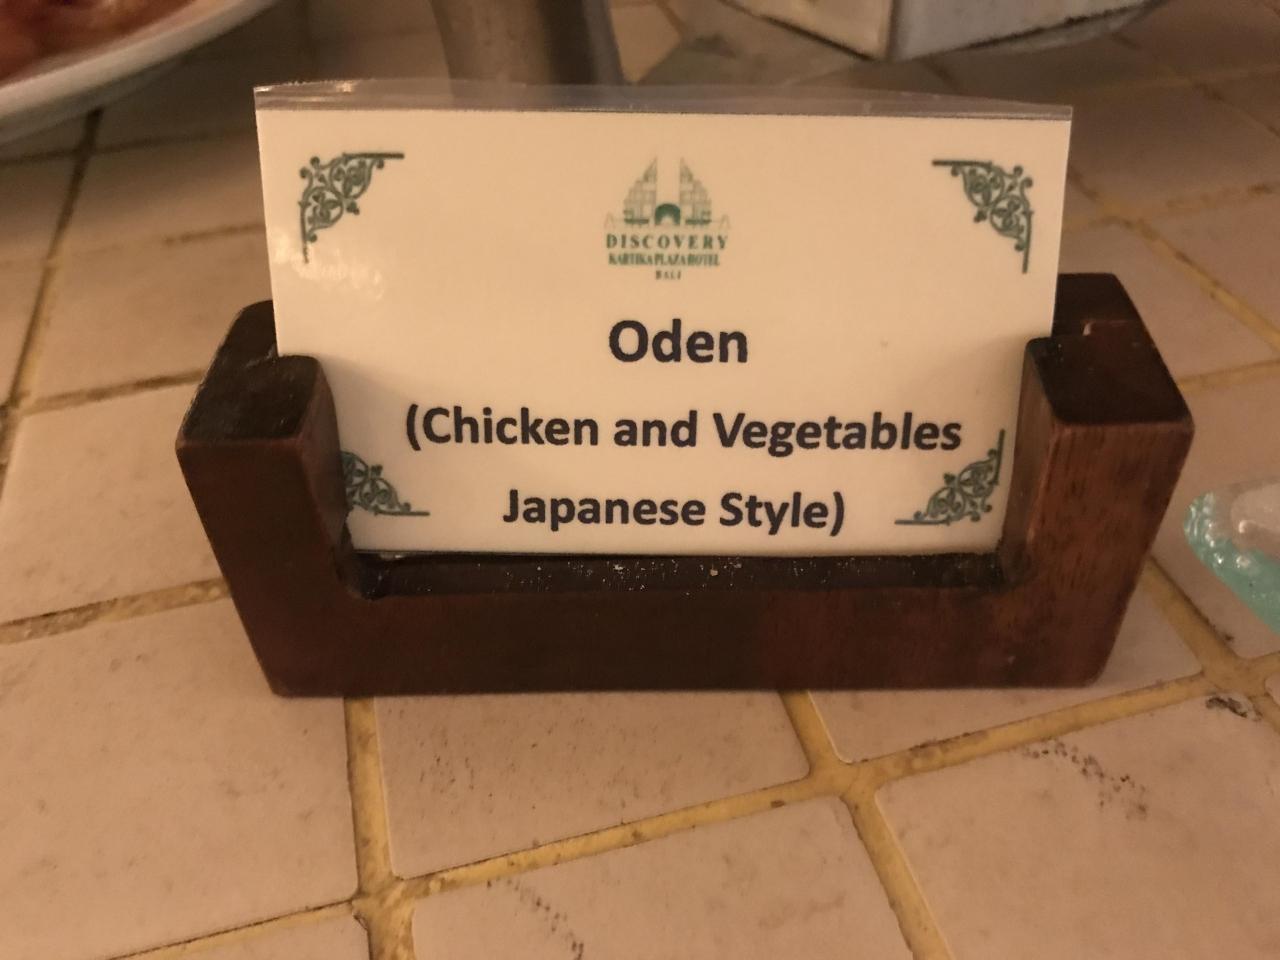 DISCOVERY
KARTIKA PLAZA HOTEL
BALI
Oden
(Chicken and Vegetables
Japanese Style)